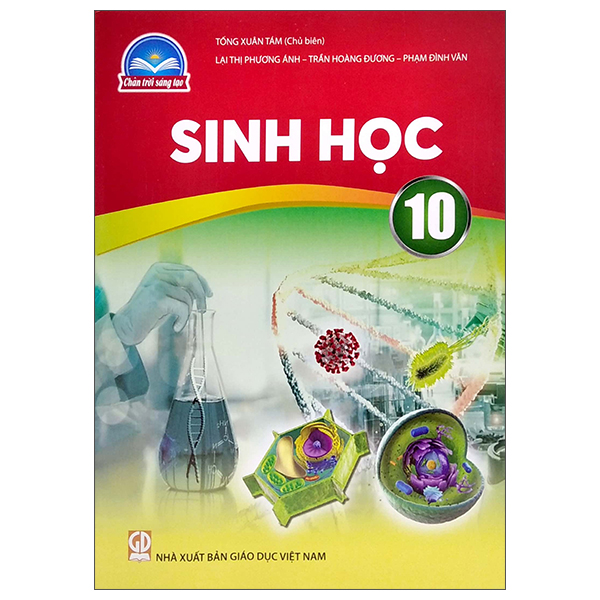 Chân trời sáng tạo
TỐNG XUÂN TÁM (Chủ biên)
LẠI THỊ PHƯƠNG ÁNH – TRẦN HOÀNG ĐƯƠNG – PHẠM ĐÌNH VĂN
SINH HỌC
10
GD
NHÀ XUẤT BẢN GIÁO DỤC VIỆT NAM